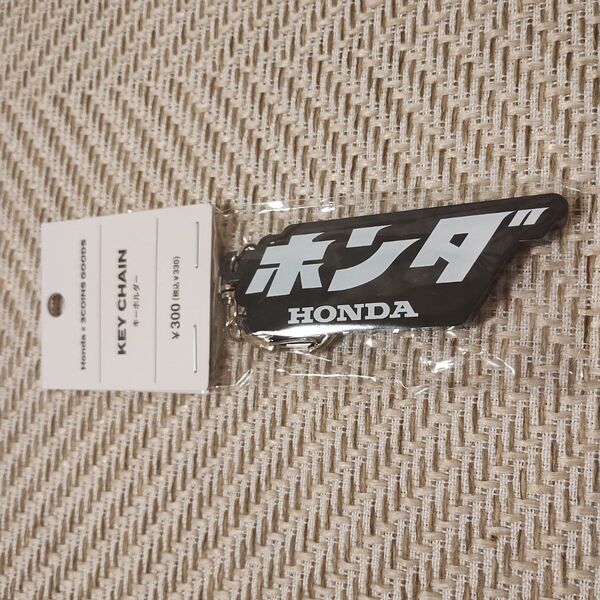 Honda × 3COINS GOODS
KEY CHAIN
キーホルダー
¥300(税込¥330)
ホンダ
HONDA